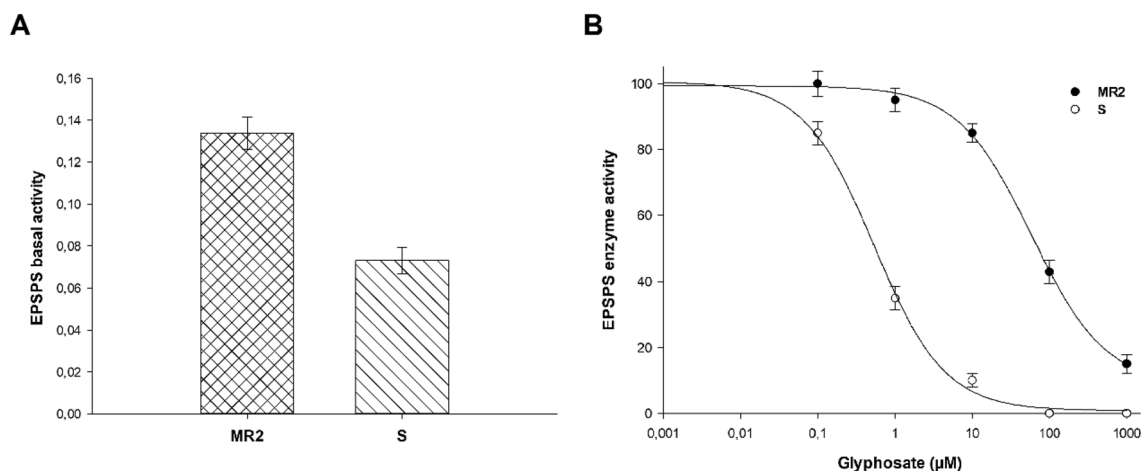 A
EPSPS basal activity
0,16
0,14
0,12
0,10
0,08
0,06
0,04
0,02
0,00
MR2
S
B
EPSPS enzyme activity
100
80
60
40
20
0
0,001
0,01
0,1
1
10
100
1000
Glyphosate (µM)
MR2
S